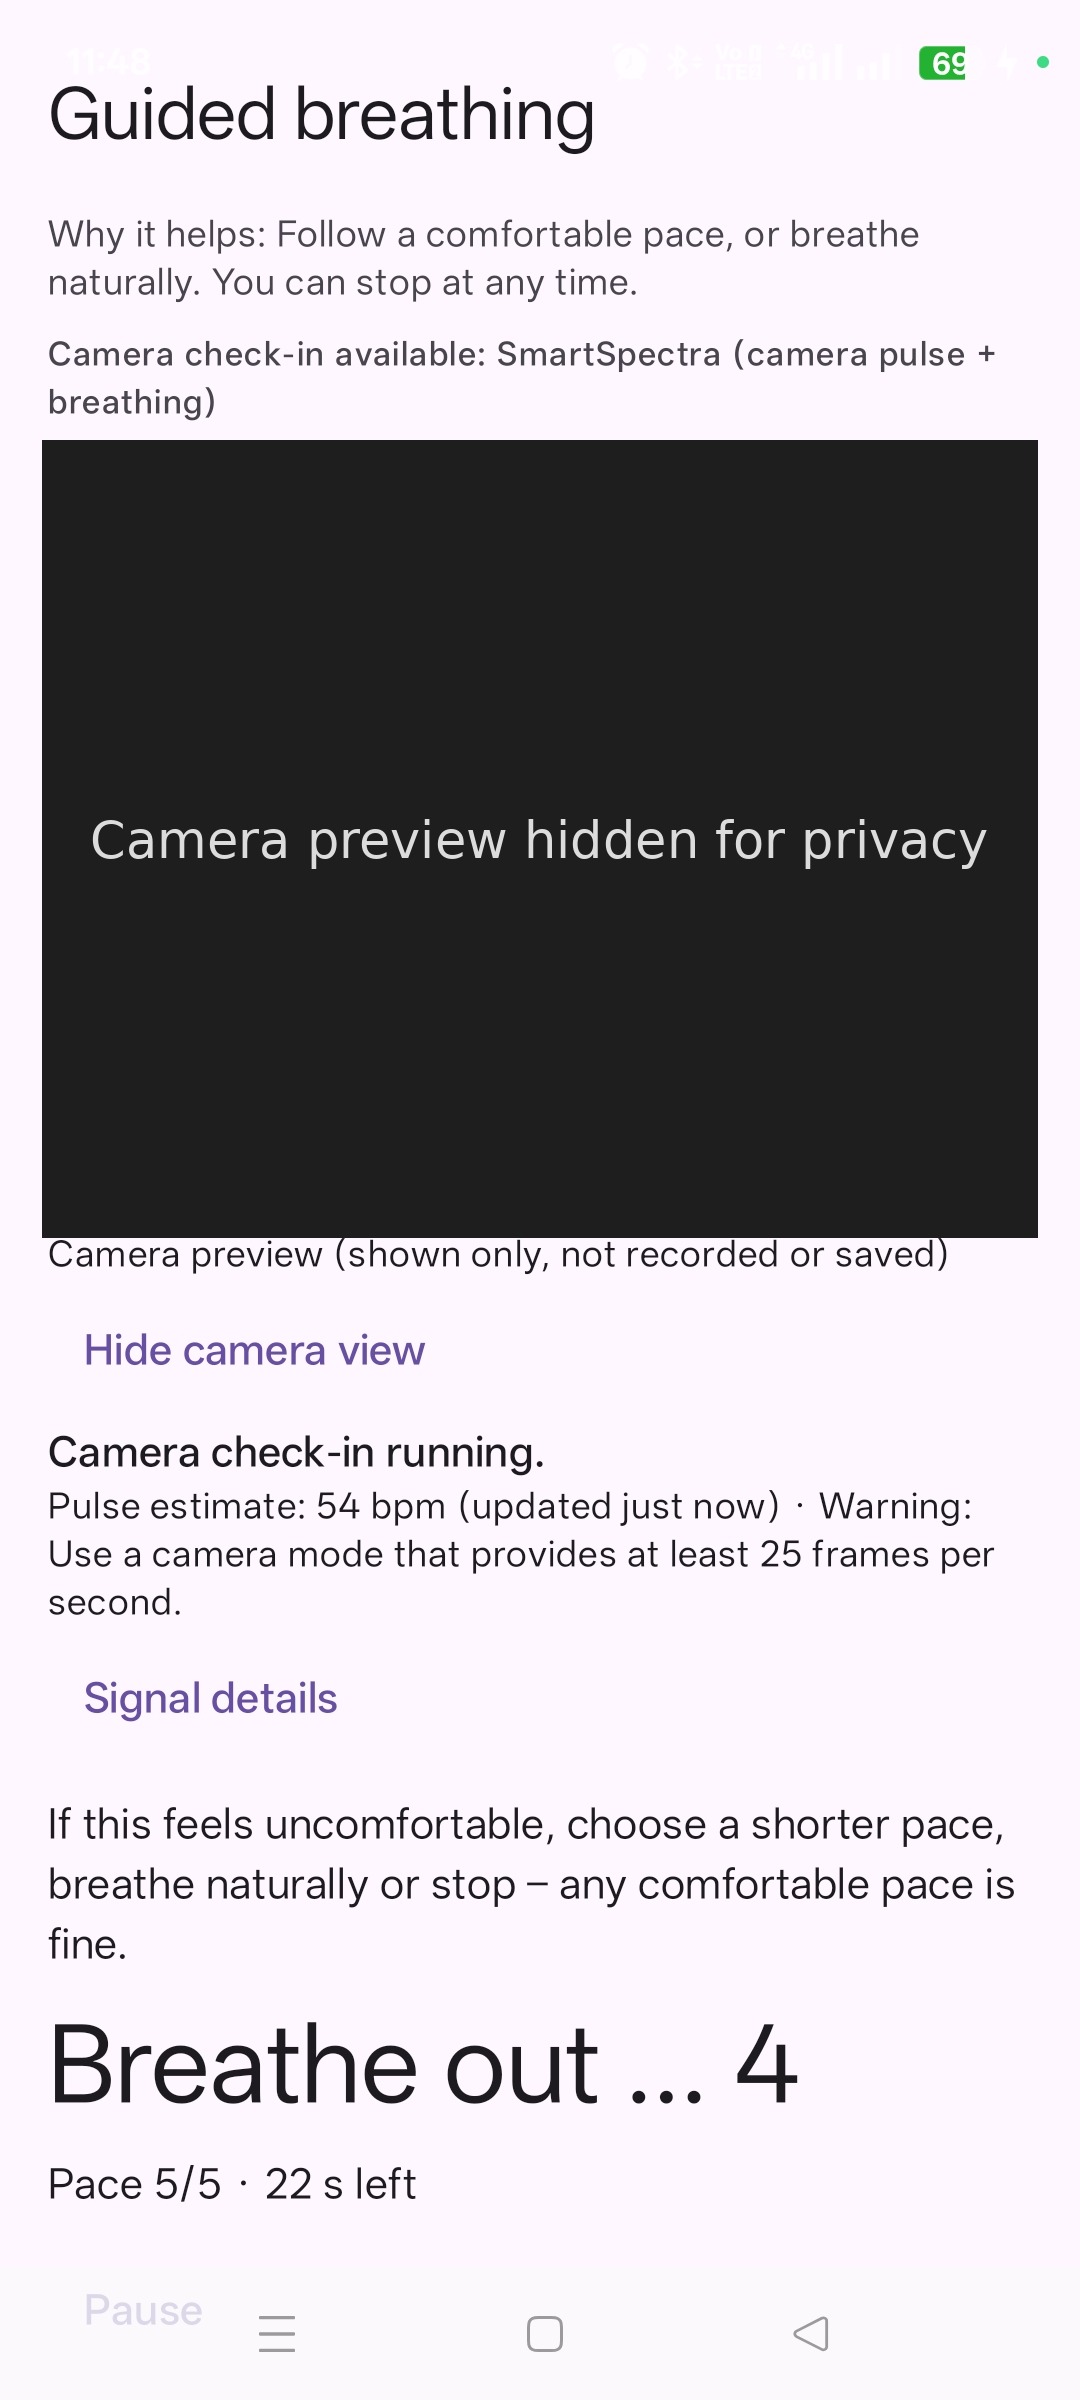 11:48
69
Guided breathing
Why it helps: Follow a comfortable pace, or breathe
naturally. You can stop at any time.
Camera check-in available: SmartSpectra (camera pulse +
breathing)
Camera preview hidden for privacy
Camera preview (shown only, not recorded or saved)
Hide camera view
Camera check-in running.
Pulse estimate: 54 bpm (updated just now) · Warning:
Use a camera mode that provides at least 25 frames per
second.
Signal details
If this feels uncomfortable, choose a shorter pace,
breathe naturally or stop – any comfortable pace is
fine.
Breathe out ... 4
Pace 5/5 · 22 s left
Pause